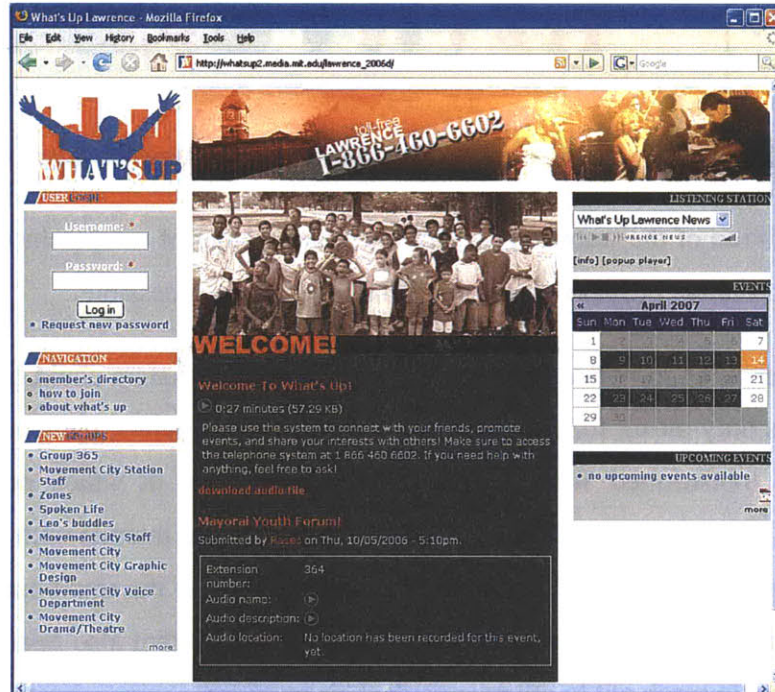 What's Up Lawrence - Mozilla Firefox
File Edit View History Bookmarks Tools Help
http://whatsup2.media.mit.edu/lawrence_2006d/
Google
WHAT'SUP
toll-free
LAWRENCE
1-866-460-6602
USER LOGIN
Username: *
Password: *
Log in
• Request new password
NAVIGATION
member's directory
how to join
about what's up
NEW GROUPS
• Group 365
• Movement City Station
Staff
• Zones
• Spoken Life
• Leo's buddies
• Movement City Staff
• Movement City
• Movement City Graphic
Design
• Movement City Voice
Department
• Movement City
Drama/Theatre
more
WELCOME!
Welcome To What's Up!
0:27 minutes (57.29 KB)
Please use the system to connect with your friends, promote
events, and share your interests with others! Make sure to access
the telephone system at 1 866 460 6602. If you need help with
anything, feel free to ask!
download audio file
Mayoral Youth Forum!
Submitted by on Thu, 10/05/2006 - 5:10pm.
Extension 364
number:
Audio name:
Audio description:
Audio location: No location has been recorded for this event,
yet.
LISTENING STATION
What's Up Lawrence News
RENCE NEWS
[info] [popup player]
EVENTS
« April 2007
Sun Mon Tue Wed Thu Fri Sat
1 2 3 4 5 6 7
8 9 10 11 12 13 14
15 16 17 18 19 20 21
22 23 24 25 26 27 28
29 30
UPCOMING EVENTS
• no upcoming events available
more